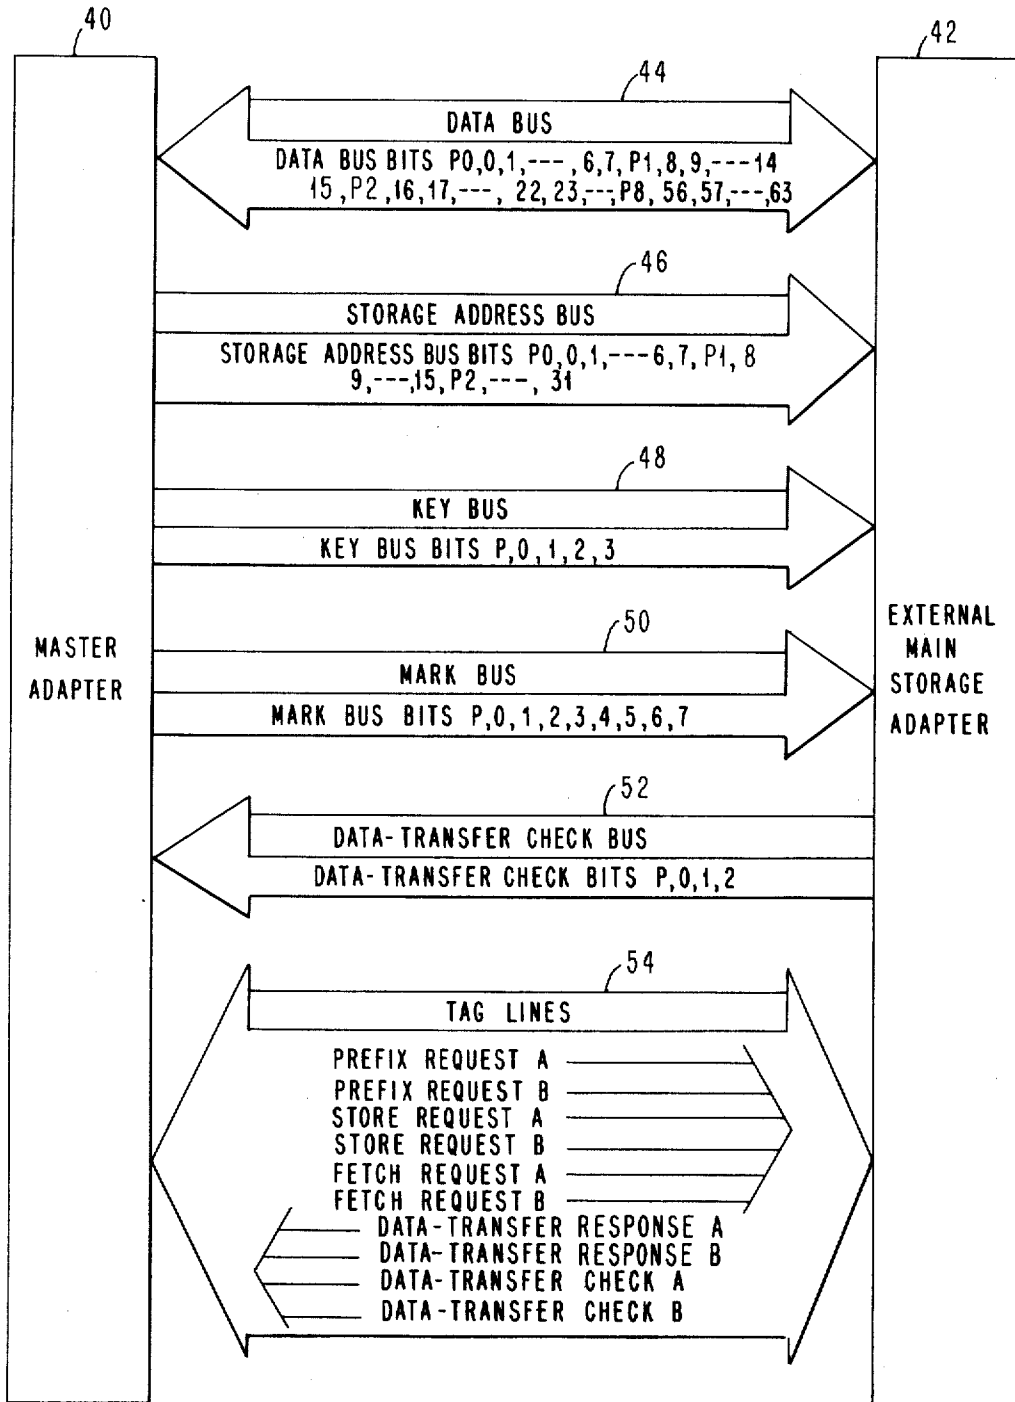 40
42
44
DATA BUS
DATA BUS BITS P0,0,1,---, 6,7, P1,8,9,---14
15,P2,16,17,---, 22,23,--,P8, 56,57,---,63
46
STORAGE ADDRESS BUS
STORAGE ADDRESS BUS BITS P0,0,1,---6,7, P1, 8
9,---,15, P2,---, 31
48
KEY BUS
KEY BUS BITS P,0,1,2,3
50
MARK BUS
MARK BUS BITS P,0,1,2,3,4,5,6,7
MASTER
ADAPTER
EXTERNAL
MAIN
STORAGE
ADAPTER
52
DATA-TRANSFER CHECK BUS
DATA-TRANSFER CHECK BITS P,0,1,2
54
TAG LINES
PREFIX REQUEST A
PREFIX REQUEST B
STORE REQUEST A
STORE REQUEST B
FETCH REQUEST A
FETCH REQUEST B
DATA-TRANSFER RESPONSE A
DATA-TRANSFER RESPONSE B
DATA-TRANSFER CHECK A
DATA-TRANSFER CHECK B